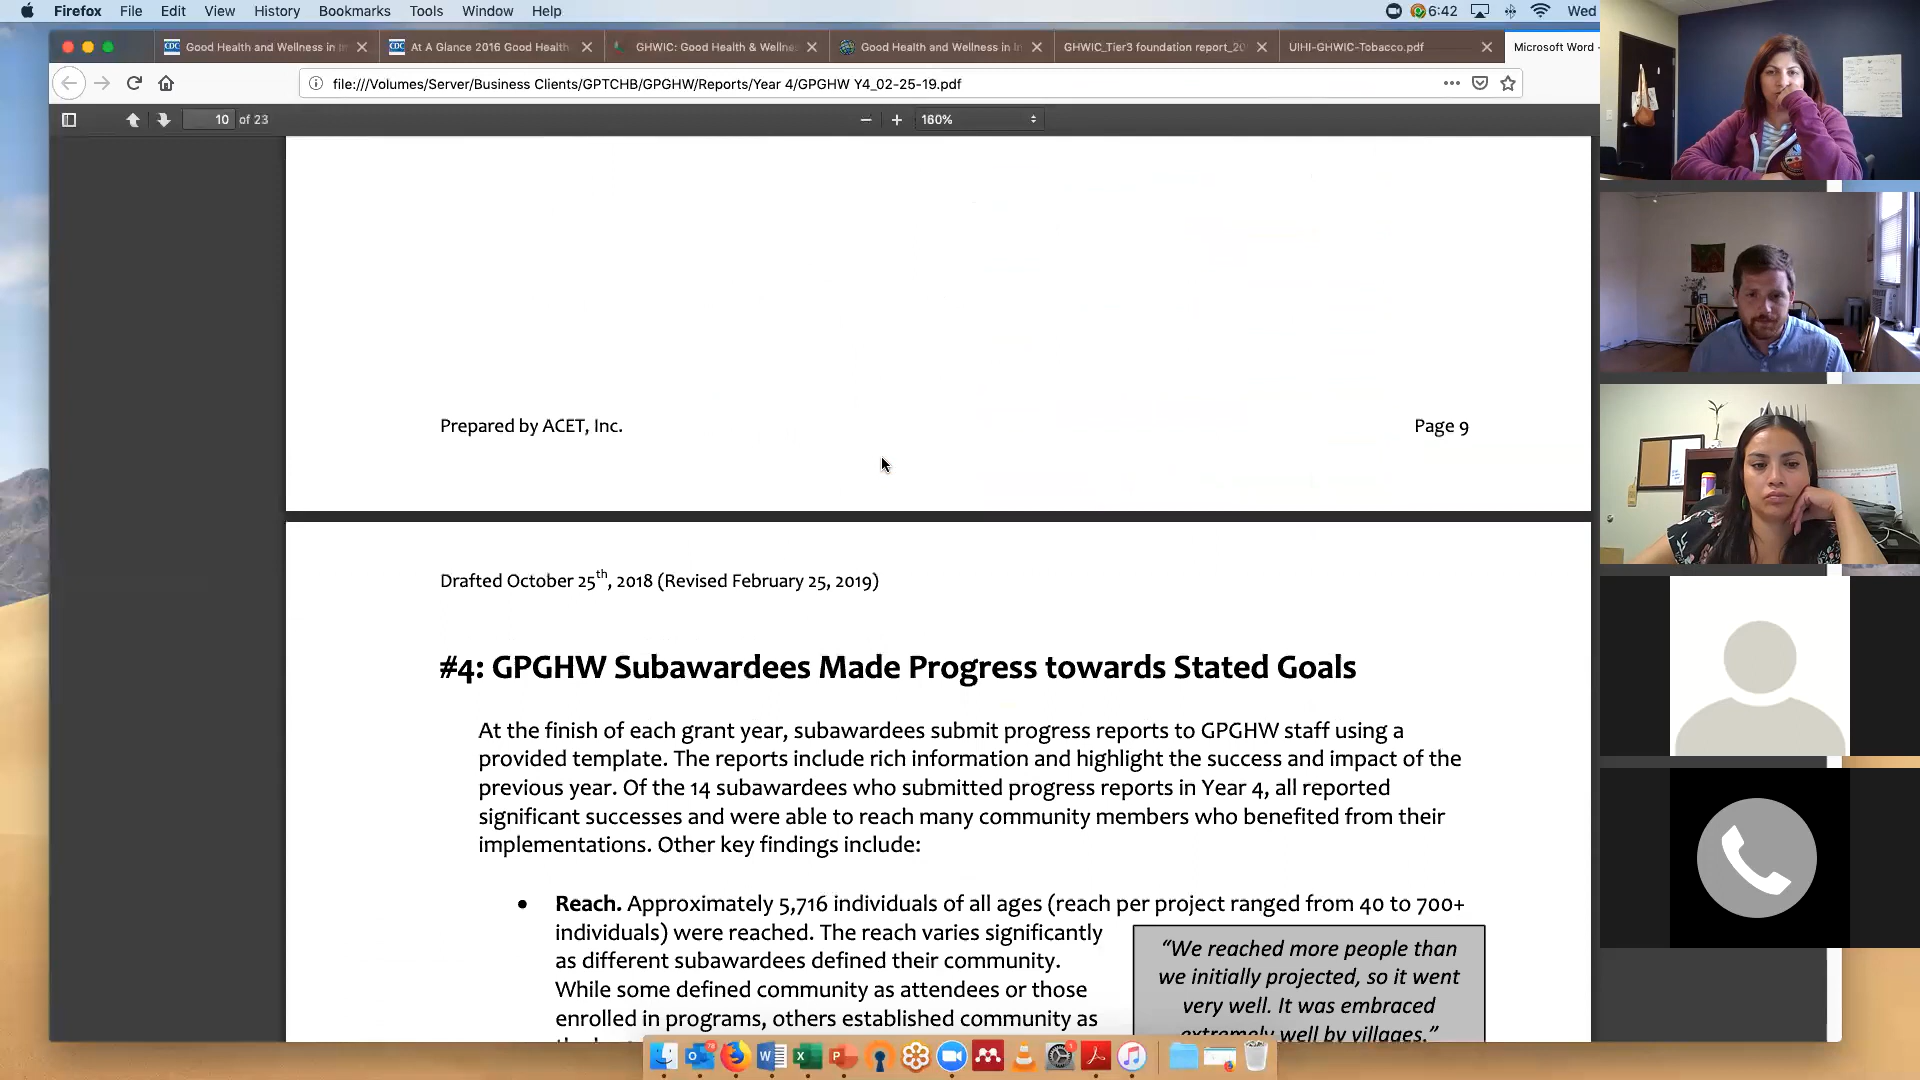 Firefox File Edit View History Bookmarks Tools Window Help 6:42 Wed
Good Health and Wellness in In
At A Glance 2016 Good Health
GHWIC: Good Health & Wellne
Good Health and Wellness in In
GHWIC_Tier3 foundation report_20
UIHI-GHWIC-Tobacco.pdf
Microsoft Word -
file:///Volumes/Server/Business Clients/GPTCHB/GPGHW/Reports/Year 4/GPGHW Y4_02-25-19.pdf
10 of 23 160%
Prepared by ACET, Inc. Page 9
Drafted October 25th, 2018 (Revised February 25, 2019)
#4: GPGHW Subawardees Made Progress towards Stated Goals
At the finish of each grant year, subawardees submit progress reports to GPGHW staff using a
provided template. The reports include rich information and highlight the success and impact of the
previous year. Of the 14 subawardees who submitted progress reports in Year 4, all reported
significant successes and were able to reach many community members who benefited from their
implementations. Other key findings include:
• Reach. Approximately 5,716 individuals of all ages (reach per project ranged from 40 to 700+
individuals) were reached. The reach varies significantly
as different subawardees defined their community.
While some defined community as attendees or those
enrolled in programs, others established community as
“We reached more people than
we initially projected, so it went
very well. It was embraced
extremely well by villages.”